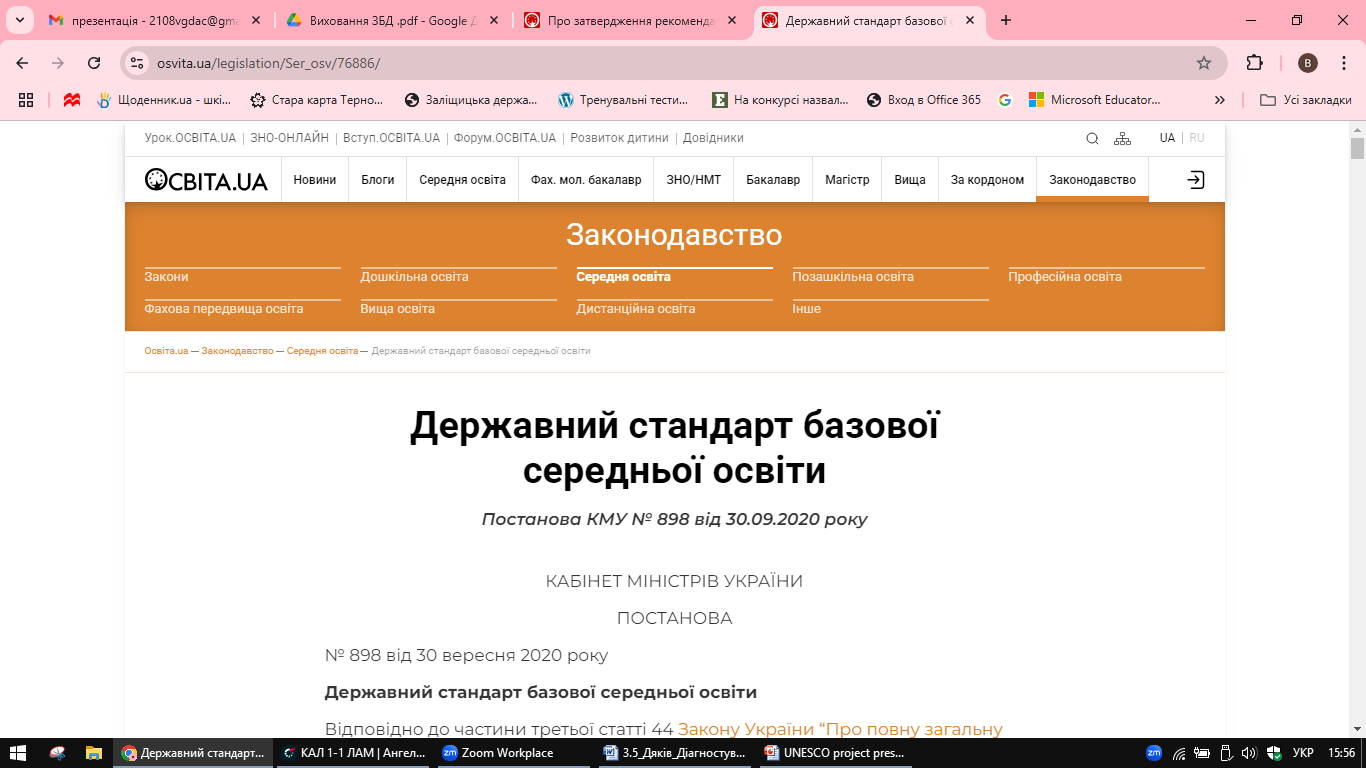 презентація - 2108vgdac@gma
Виховання ЗБД .pdf - Google Д
Про затвердження рекоменда
Державний стандарт базової с
osvita.ua/legislation/Ser_osv/76886/
B
Щоденник.ua - шкі...
Стара карта Терно...
Заліщицька держа...
Тренувальні тести...
На конкурсі назвал...
Вход в Office 365
Microsoft Educator...
Усі закладки
Урок.ОСВІТА.UA | ЗНО-ОНЛАЙН | Вступ.ОСВІТА.UA | Форум.ОСВІТА.UA | Розвиток дитини | Довідники
UA | RU
ОСВІТА.UA
Новини
Блоги
Середня освіта
Фах. мол. бакалавр
ЗНО/НМТ
Бакалавр
Магістр
Вища
За кордоном
Законодавство
Законодавство
Закони
Дошкільна освіта
Середня освіта
Позашкільна освіта
Професійна освіта
Фахова передвища освіта
Вища освіта
Дистанційна освіта
Інше
Освіта.ua — Законодавство — Середня освіта — Державний стандарт базової середньої освіти
Державний стандарт базової
середньої освіти
Постанова КМУ № 898 від 30.09.2020 року
КАБІНЕТ МІНІСТРІВ УКРАЇНИ
ПОСТАНОВА
№ 898 від 30 вересня 2020 року
Державний стандарт базової середньої освіти
Відповідно до частини третьої статті 44 Закону України “Про повну загальну
Державний стандарт...
КАЛ 1-1 ЛАМ | Ангел...
zm
Zoom Workplace
3.5_Дяків_Діагностув...
UNESCO project pres...
zm
УКР
15:56